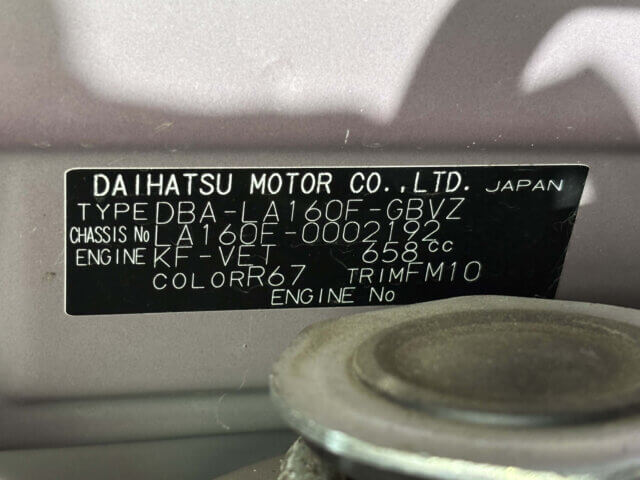 DAIHATSU MOTOR CO.,LTD. JAPAN
TYPE DBA-LA160F-GBVZ
CHASSIS No LA160F-0002192
ENGINE KF-VET 658cc
COLOR R67 TRIM FM10
ENGINE No